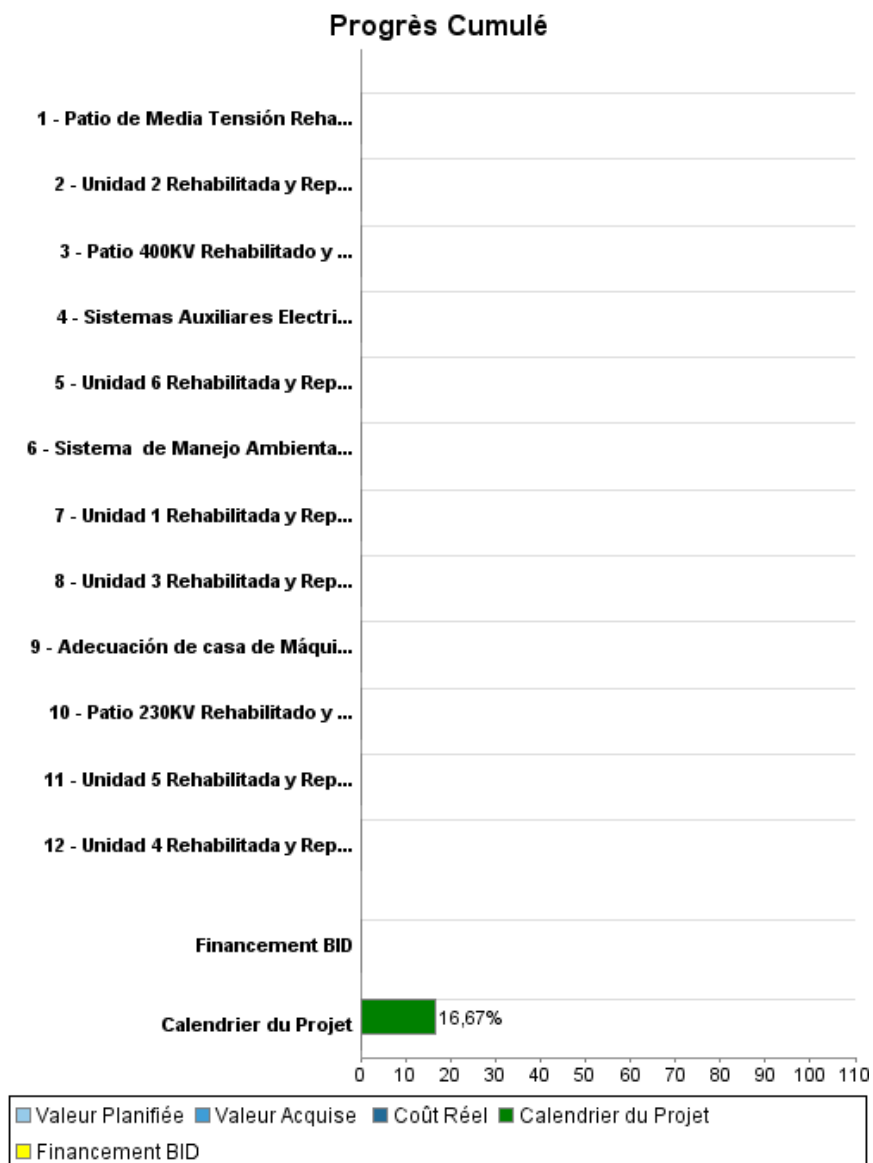 Progrès Cumulé
1 - Patio de Media Tensión Reha...
2 - Unidad 2 Rehabilitada y Rep...
3 - Patio 400KV Rehabilitado y ...
4 - Sistemas Auxiliares Electri...
5 - Unidad 6 Rehabilitada y Rep...
6 - Sistema  de Manejo Ambienta...
7 - Unidad 1 Rehabilitada y Rep...
8 - Unidad 3 Rehabilitada y Rep...
9 - Adecuación de casa de Máqui...
10 - Patio 230KV Rehabilitado y ...
11 - Unidad 5 Rehabilitada y Rep...
12 - Unidad 4 Rehabilitada y Rep...
Financement BID
Calendrier du Projet 16,67%
0 10 20 30 40 50 60 70 80 90 100 110
Valeur Planifiée Valeur Acquise Coût Réel Calendrier du Projet
Financement BID